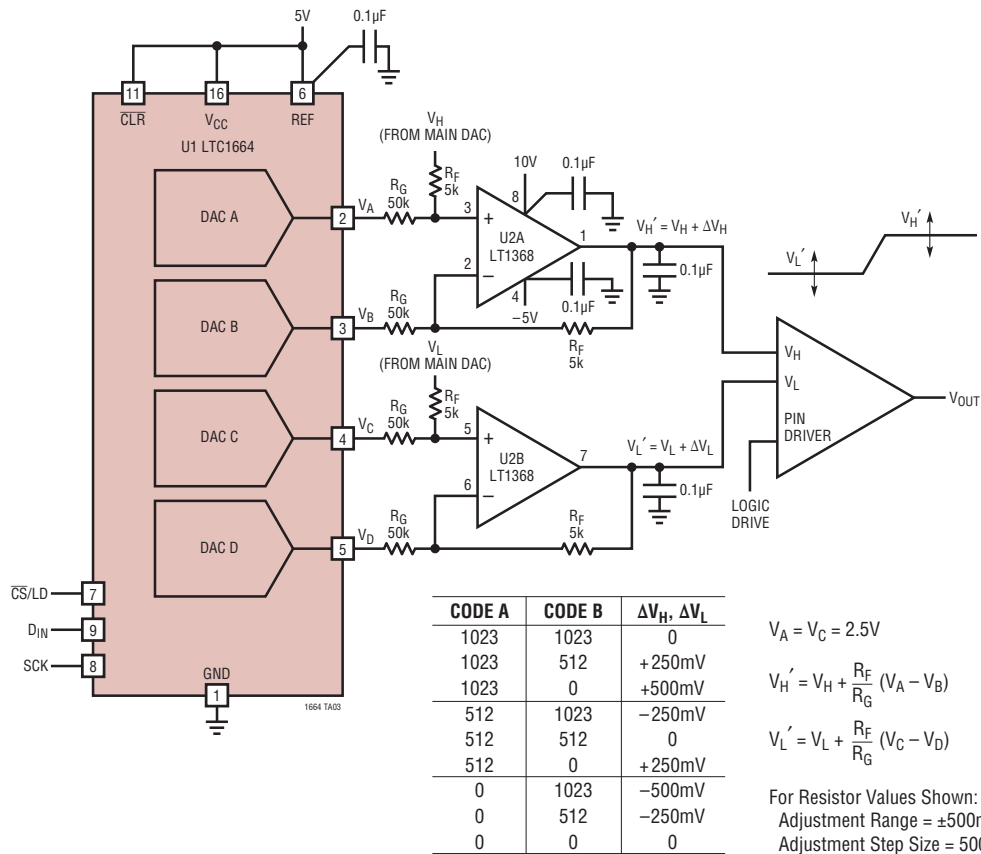 5V
0.1µF
11
16
6
CLR
VCC
REF
U1 LTC1664
VH
(FROM MAIN DAC)
RF
5k
10V
0.1µF
DAC A
2
VA
RG
50k
3
+
8
U2A
LT1368
1
VH′ = VH + ΔVH
0.1µF
2
–
4
–5V
0.1µF
DAC B
3
VB
RG
50k
RF
5k
VL′
VH′
VL
(FROM MAIN DAC)
RF
5k
DAC C
4
VC
RG
50k
5
+
U2B
LT1368
7
VL′ = VL + ΔVL
0.1µF
6
–
DAC D
5
VD
RG
50k
RF
5k
VH
VL
PIN
DRIVER
VOUT
LOGIC
DRIVE
CS/LD
7
DIN
9
SCK
8
GND
1
1664 TA03
CODE A CODE B ΔVH, ΔVL
1023 1023 0
1023 512 +250mV
1023 0 +500mV
512 1023 –250mV
512 512 0
512 0 +250mV
0 1023 –500mV
0 512 –250mV
0 0 0
VA = VC = 2.5V
VH′ = VH + RF/RG (VA – VB)
VL′ = VL + RF/RG (VC – VD)
For Resistor Values Shown:
Adjustment Range = ±500
Adjustment Step Size = 500